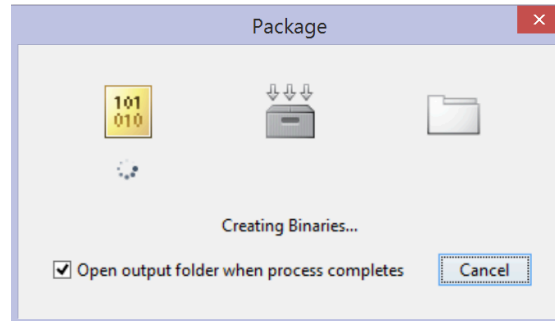 Package
101
010
Creating Binaries...
Open output folder when process completes
Cancel